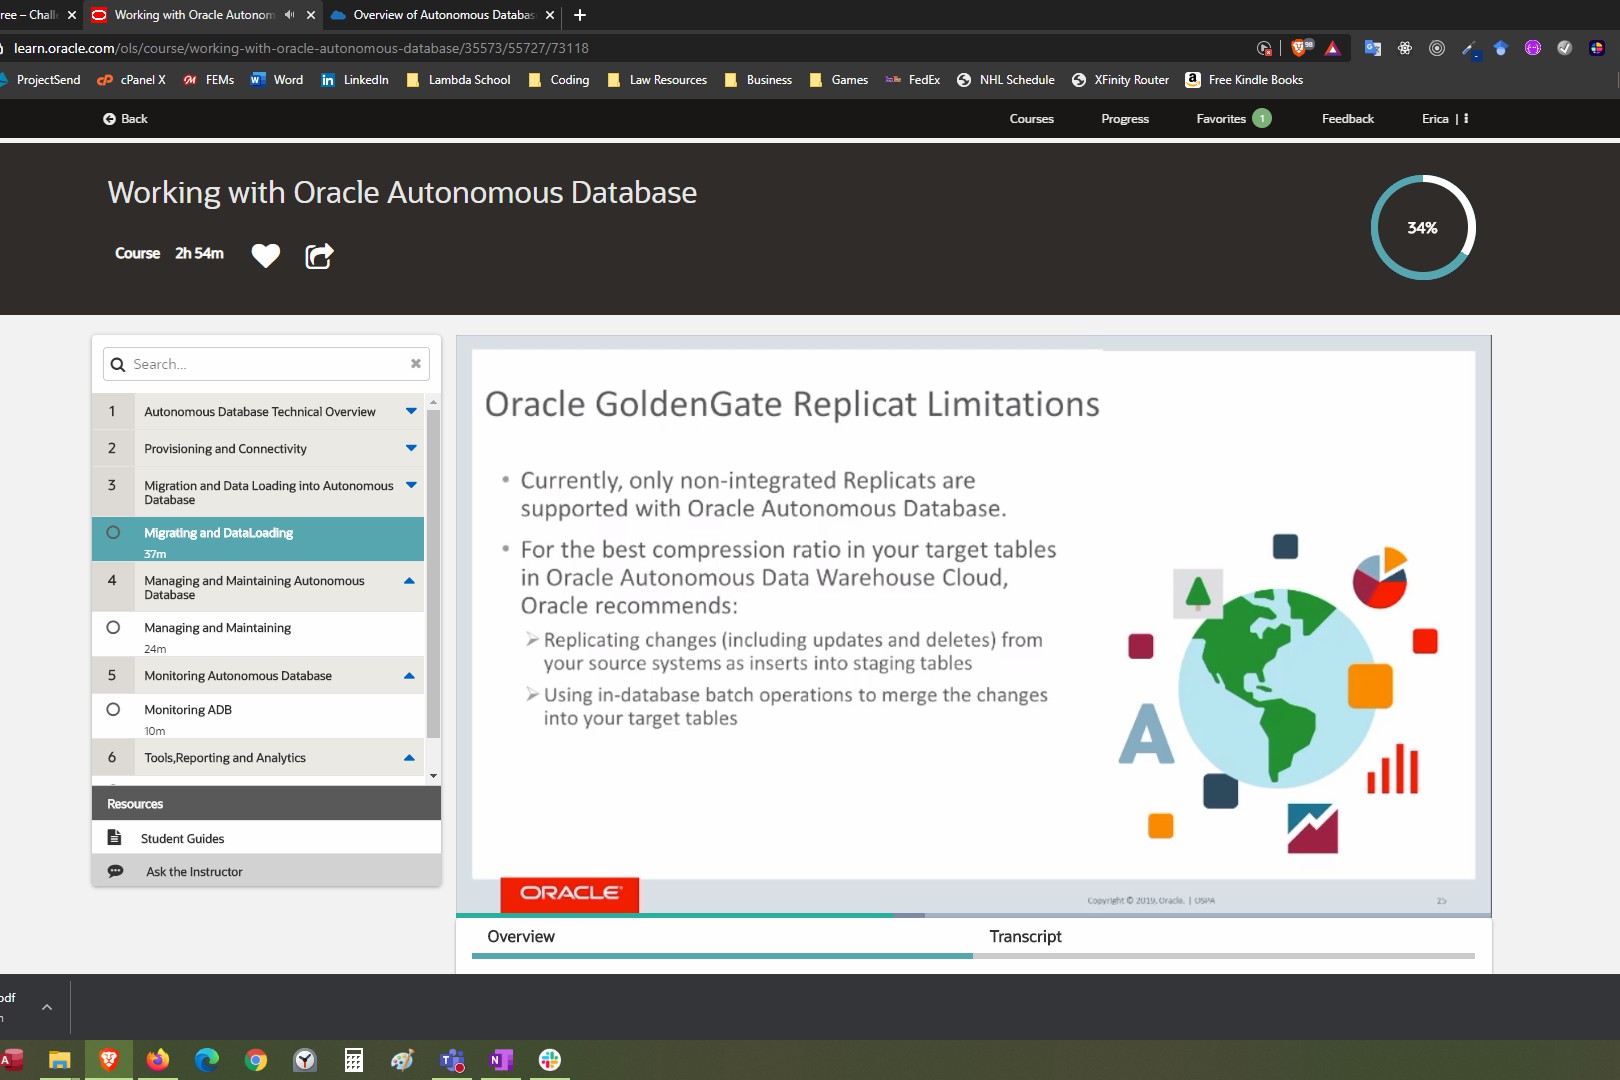 ree – Chall
Working with Oracle Autonom
Overview of Autonomous Databas
learn.oracle.com/ols/course/working-with-oracle-autonomous-database/35573/55727/73118
98
ProjectSend
cPanel X
FEMs
Word
LinkedIn
Lambda School
Coding
Law Resources
Business
Games
FedEx
NHL Schedule
XFinity Router
Free Kindle Books
Back
Courses
Progress
Favorites 1
Feedback
Erica |
Working with Oracle Autonomous Database
Course 2h 54m
34%
Search...
1 Autonomous Database Technical Overview
2 Provisioning and Connectivity
3 Migration and Data Loading into Autonomous
Database
Migrating and DataLoading
37m
4 Managing and Maintaining Autonomous
Database
Managing and Maintaining
24m
5 Monitoring Autonomous Database
Monitoring ADB
10m
6 Tools,Reporting and Analytics
Resources
Student Guides
Ask the Instructor
Oracle GoldenGate Replicat Limitations
• Currently, only non-integrated Replicats are
supported with Oracle Autonomous Database.
• For the best compression ratio in your target tables
in Oracle Autonomous Data Warehouse Cloud,
Oracle recommends:
Replicating changes (including updates and deletes) from
your source systems as inserts into staging tables
Using in-database batch operations to merge the changes
into your target tables
A
ORACLE
Copyright © 2019, Oracle. | OSPA
25
Overview
Transcript
pdf